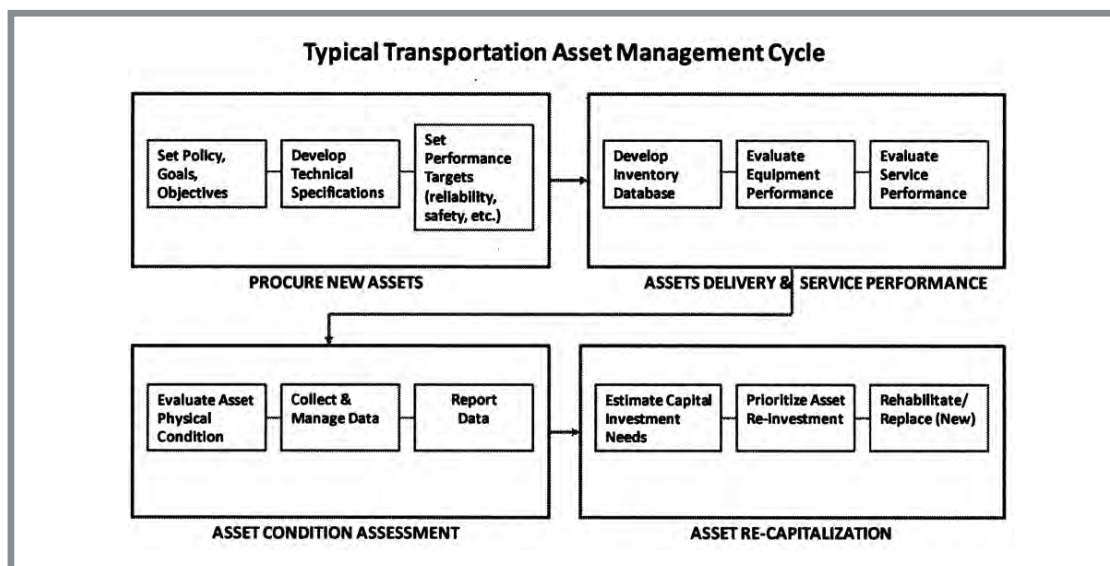 Typical Transportation Asset Management Cycle
Set Policy,
Goals,
Objectives
Develop
Technical
Specifications
Set
Performance
Targets
(reliability,
safety, etc.)
PROCURE NEW ASSETS
Develop
Inventory
Database
Evaluate
Equipment
Performance
Evaluate
Service
Performance
ASSETS DELIVERY & SERVICE PERFORMANCE
Evaluate Asset
Physical
Condition
Collect &
Manage Data
Report
Data
ASSET CONDITION ASSESSMENT
Estimate Capital
Investment
Needs
Prioritize Asset
Re-Investment
Rehabilitate/
Replace (New)
ASSET RE-CAPITALIZATION